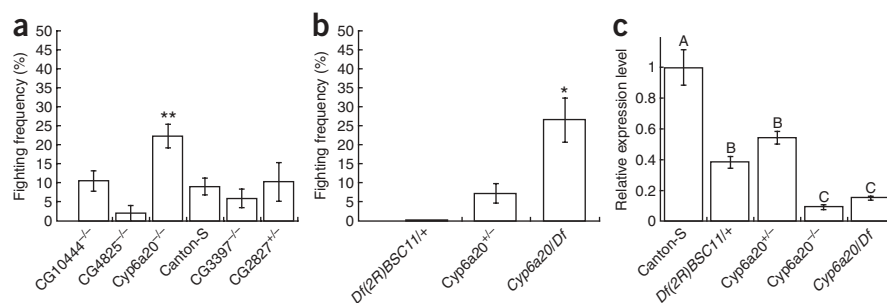 a
Fighting frequency (%)
50
45
40
35
30
25
20
15
10
5
0
**
CG10444−/−
CG4825−/−
Cyp6a20−/−
Canton-S
CG3397−/−
CG2827+/−
b
Fighting frequency (%)
50
45
40
35
30
25
20
15
10
5
0
*
Df(2R)BSC11/+
Cyp6a20+/−
Cyp6a20/Df
c
Relative expression level
1
0.8
0.6
0.4
0.2
0
A
B
B
C
C
Canton-S
Df(2R)BSC11/+
Cyp6a20+/−
Cyp6a20−/−
Cyp6a20/Df